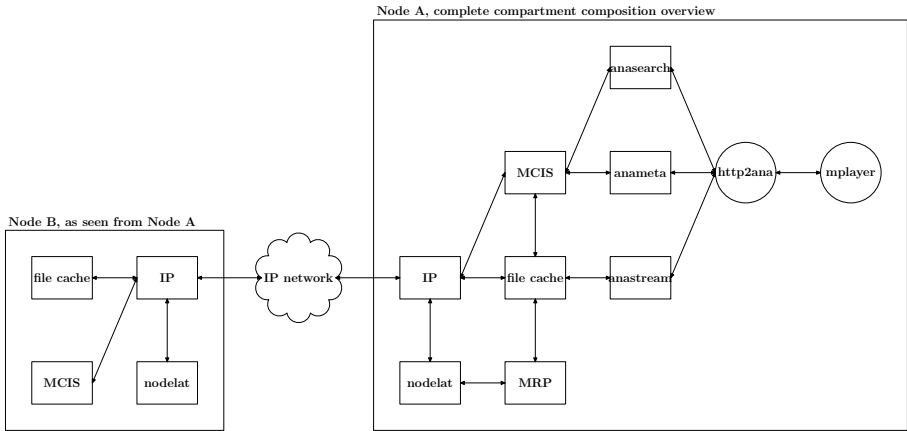 Node A, complete compartment composition overview
anasearch
MCIS
anameta
http2ana
mplayer
Node B, as seen from Node A
file cache
IP
IP network
IP
file cache
anastream
MCIS
nodelat
nodelat
MRP